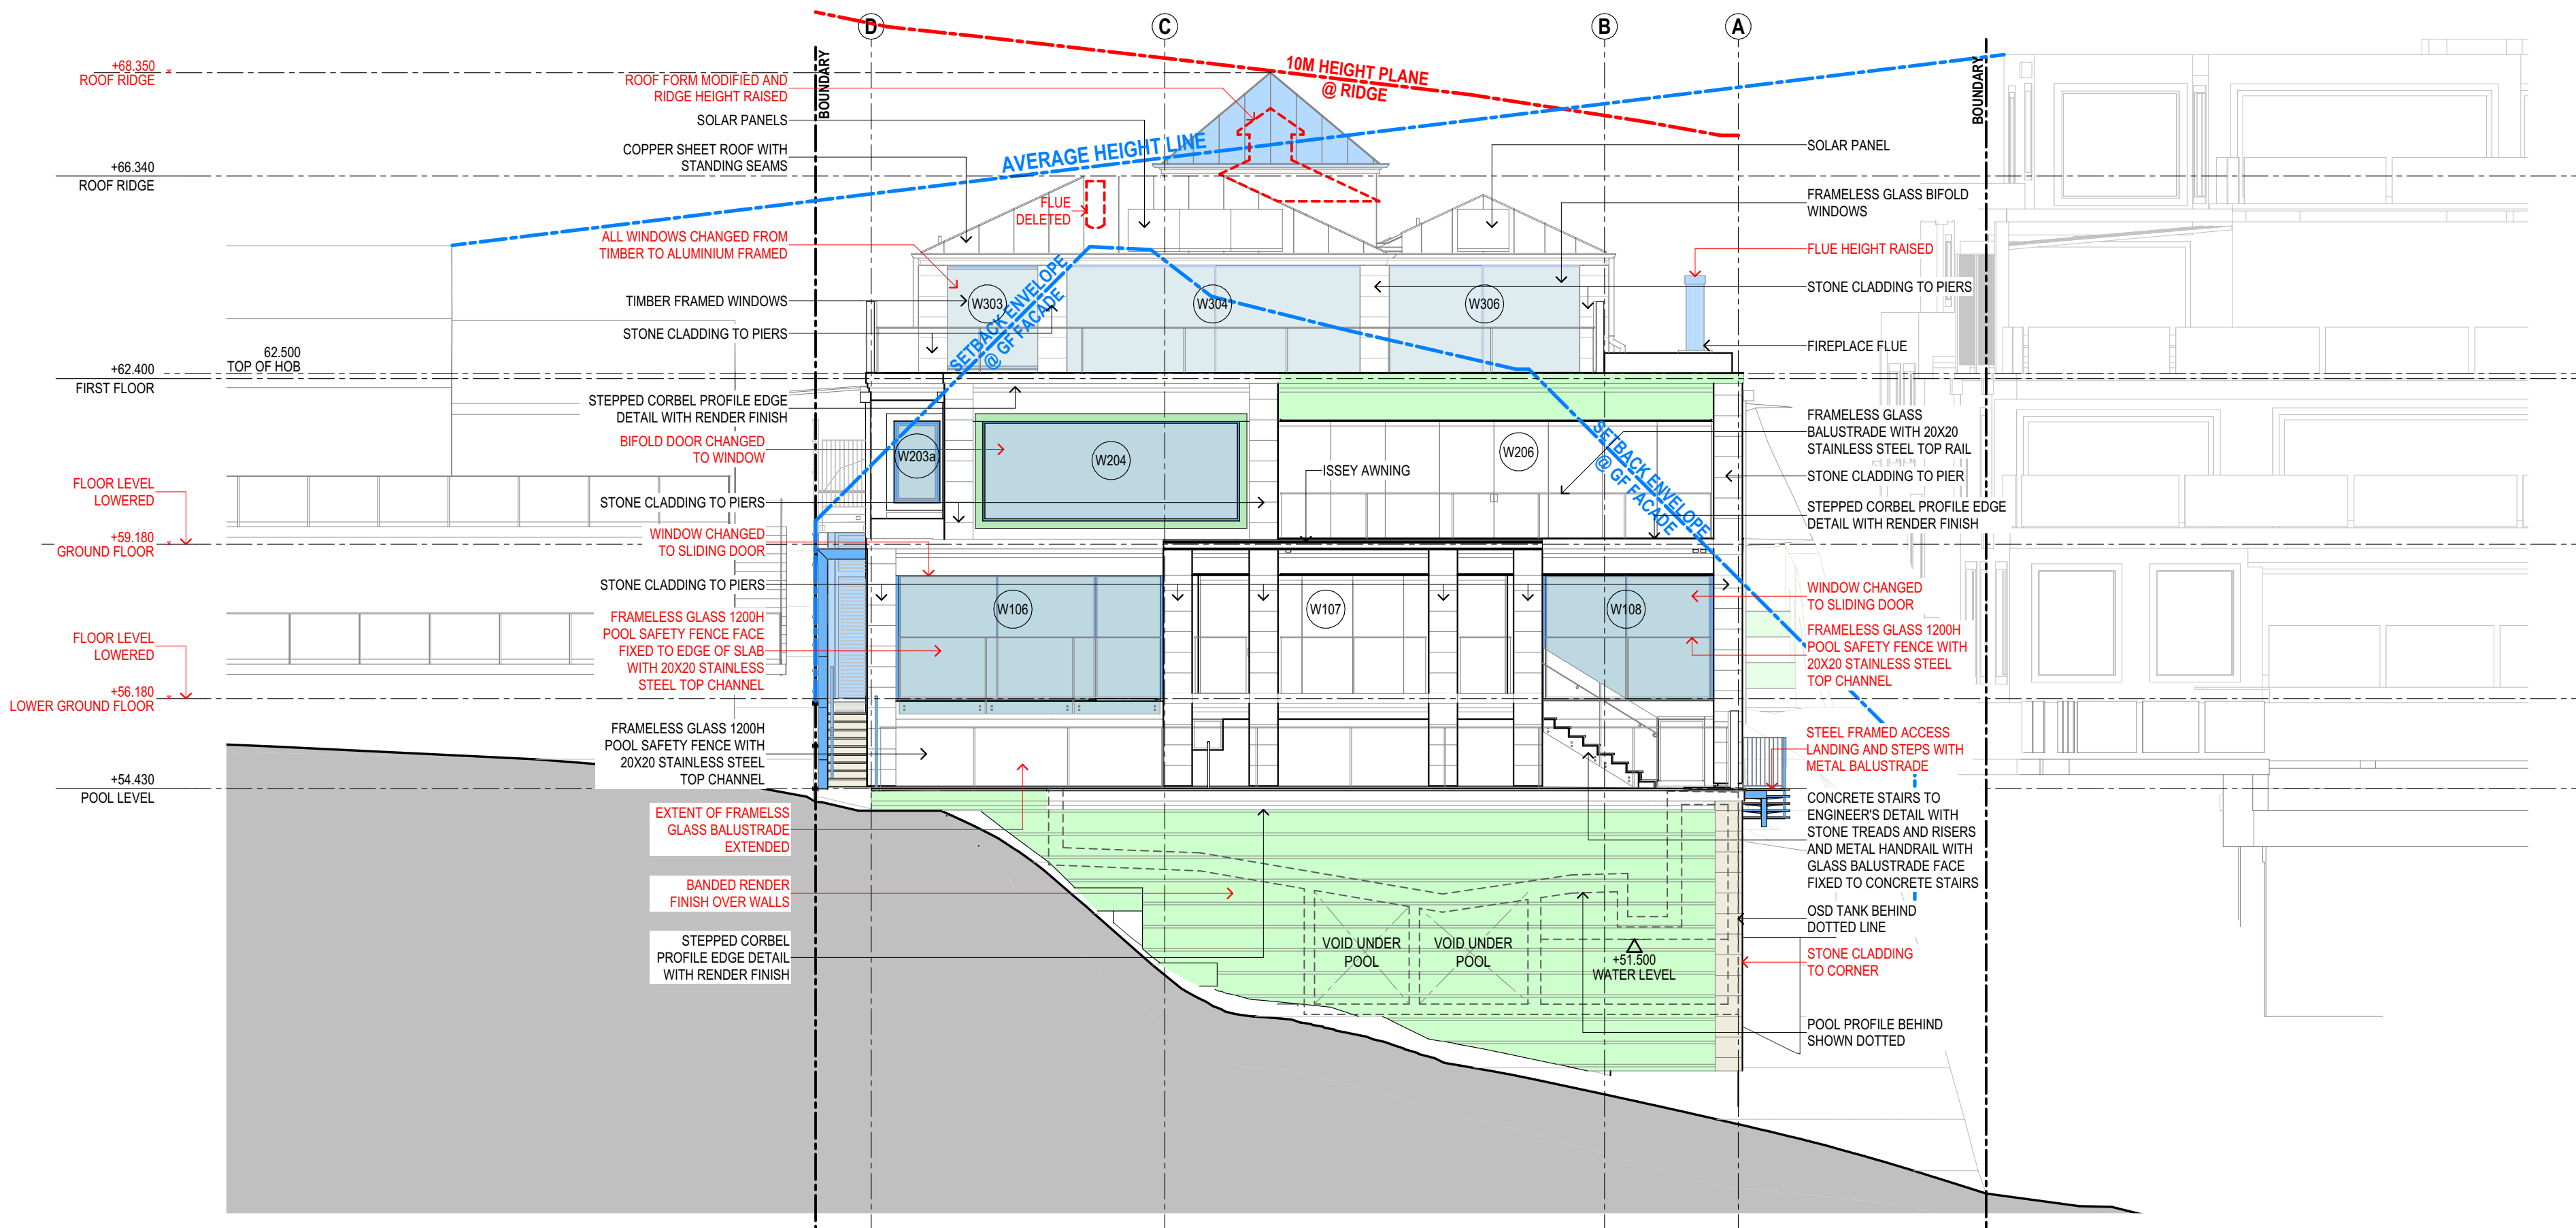 D
C
B
A
+68.350
ROOF RIDGE
+66.340
ROOF RIDGE
62.500
TOP OF HOB
+62.400
FIRST FLOOR
FLOOR LEVEL
LOWERED
+59.180
GROUND FLOOR
FLOOR LEVEL
LOWERED
+56.180
LOWER GROUND FLOOR
+54.430
POOL LEVEL
BOUNDARY
ROOF FORM MODIFIED AND
RIDGE HEIGHT RAISED
SOLAR PANELS
COPPER SHEET ROOF WITH
STANDING SEAMS
FLUE
DELETED
ALL WINDOWS CHANGED FROM
TIMBER TO ALUMINIUM FRAMED
TIMBER FRAMED WINDOWS
STONE CLADDING TO PIERS
STEPPED CORBEL PROFILE EDGE
DETAIL WITH RENDER FINISH
BIFOLD DOOR CHANGED
TO WINDOW
STONE CLADDING TO PIERS
WINDOW CHANGED
TO SLIDING DOOR
STONE CLADDING TO PIERS
FRAMELESS GLASS 1200H
POOL SAFETY FENCE FACE
FIXED TO EDGE OF SLAB
WITH 20X20 STAINLESS
STEEL TOP CHANNEL
FRAMELESS GLASS 1200H
POOL SAFETY FENCE WITH
20X20 STAINLESS STEEL
TOP CHANNEL
EXTENT OF FRAMELSS
GLASS BALUSTRADE
EXTENDED
BANDED RENDER
FINISH OVER WALLS
STEPPED CORBEL
PROFILE EDGE DETAIL
WITH RENDER FINISH
10M HEIGHT PLANE
@ RIDGE
AVERAGE HEIGHT LINE
SETBACK ENVELOPE
@ GF FACADE
W303
W304
W306
W203a
W204
W206
ISSEY AWNING
SETBACK ENVELOPE
@ GF FACADE
W106
W107
W108
VOID UNDER
POOL
VOID UNDER
POOL
+51.500
WATER LEVEL
BOUNDARY
SOLAR PANEL
FRAMELESS GLASS BIFOLD
WINDOWS
FLUE HEIGHT RAISED
STONE CLADDING TO PIERS
FIREPLACE FLUE
FRAMELESS GLASS
BALUSTRADE WITH 20X20
STAINLESS STEEL TOP RAIL
STONE CLADDING TO PIER
STEPPED CORBEL PROFILE EDGE
DETAIL WITH RENDER FINISH
WINDOW CHANGED
TO SLIDING DOOR
FRAMELESS GLASS 1200H
POOL SAFETY FENCE WITH
20X20 STAINLESS STEEL
TOP CHANNEL
STEEL FRAMED ACCESS
LANDING AND STEPS WITH
METAL BALUSTRADE
CONCRETE STAIRS TO
ENGINEER'S DETAIL WITH
STONE TREADS AND RISERS
AND METAL HANDRAIL WITH
GLASS BALUSTRADE FACE
FIXED TO CONCRETE STAIRS
OSD TANK BEHIND
DOTTED LINE
STONE CLADDING
TO CORNER
POOL PROFILE BEHIND
SHOWN DOTTED